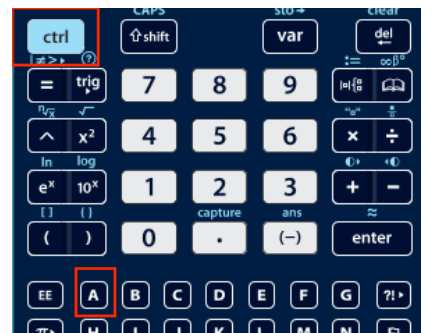 CAPS sto→ clear
ctrl ⇧shift var del
|≠≥▸ ? := ∞β°
= trig 7 8 9
ⁿ√x √ "∞"
^ x² 4 5 6 × ÷
ln log
eˣ 10ˣ 1 2 3 + −
[ ] { } capture ans ≈
( ) 0 . (−) enter
EE A B C D E F G ?!▸
π▸ H I J K L M N